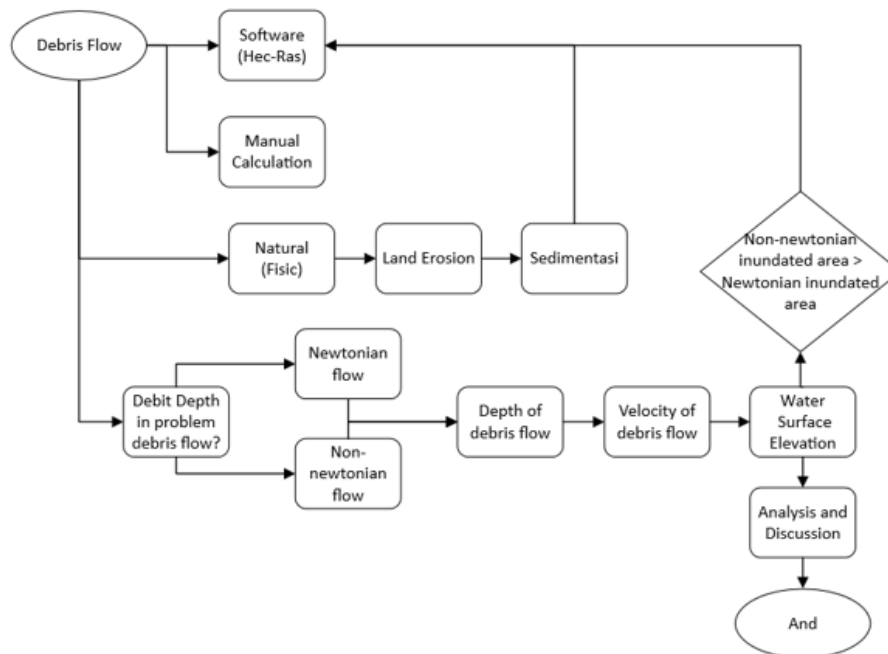 Debris Flow
Software
(Hec-Ras)
Manual
Calculation
Natural
(Fisic)
Land Erosion
Sedimentasi
Non-newtonian
inundated area >
Newtonian inundated
area
Newtonian
flow
Debit Depth
in problem
debris flow?
Non-
newtonian
flow
Depth of
debris flow
Velocity of
debris flow
Water
Surface
Elevation
Analysis and
Discussion
And